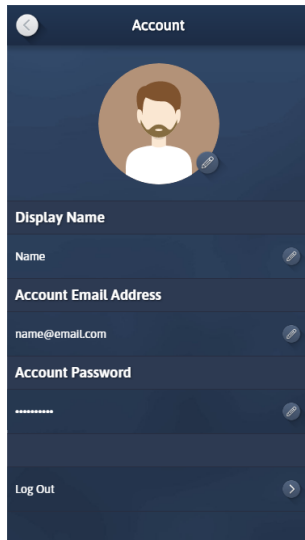 Account
Display Name
Name
Account Email Address
name@email.com
Account Password
••••••••••
Log Out